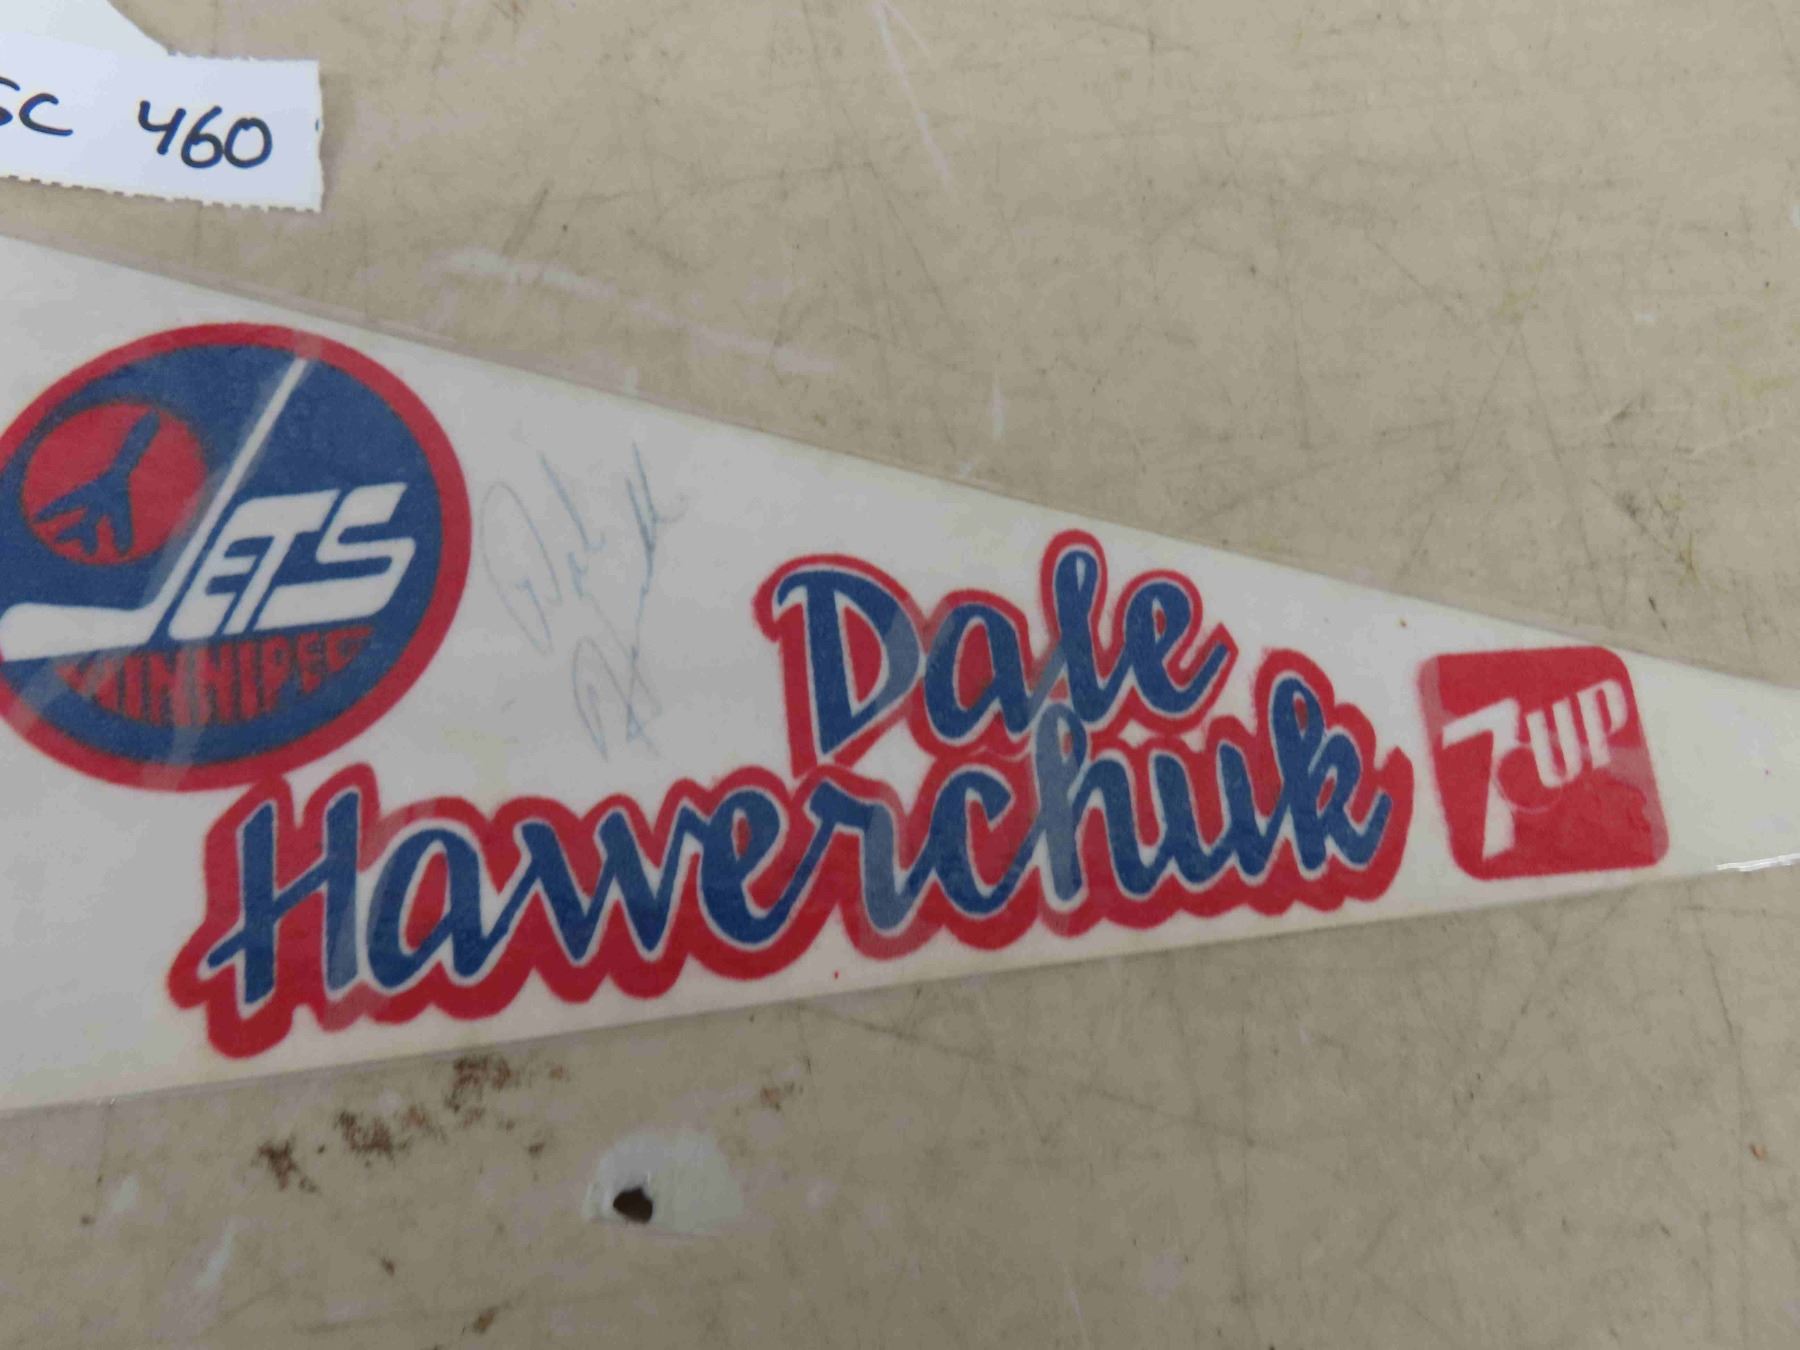 SC 460
JETS
WINNIPEG
Dale
Hawerchuk
7UP